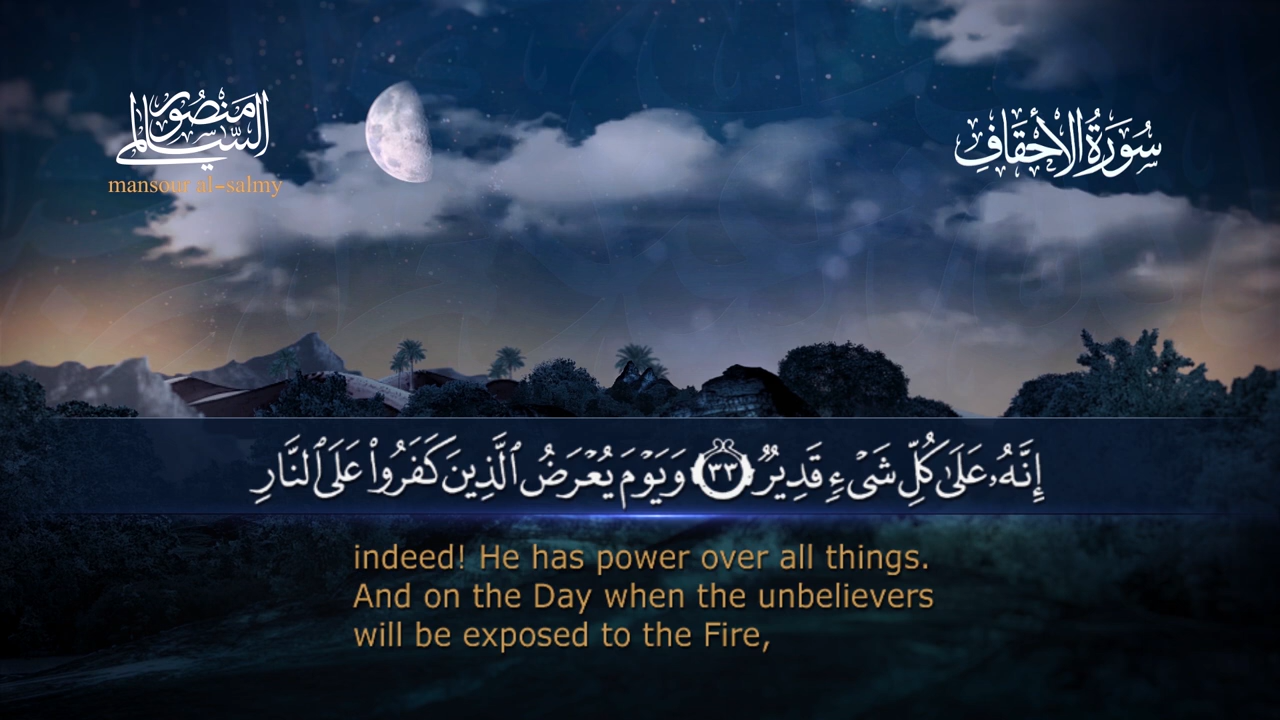 منصور السالمي
mansour al-salmy
سُورَةُ الأَحْقَافِ
إِنَّهُۥ عَلَىٰ كُلِّ شَىْءٍ قَدِيرٌ ٣٣ وَيَوْمَ يُعْرَضُ ٱلَّذِينَ كَفَرُوا۟ عَلَى ٱلنَّارِ
indeed! He has power over all things.
And on the Day when the unbelievers
will be exposed to the Fire,